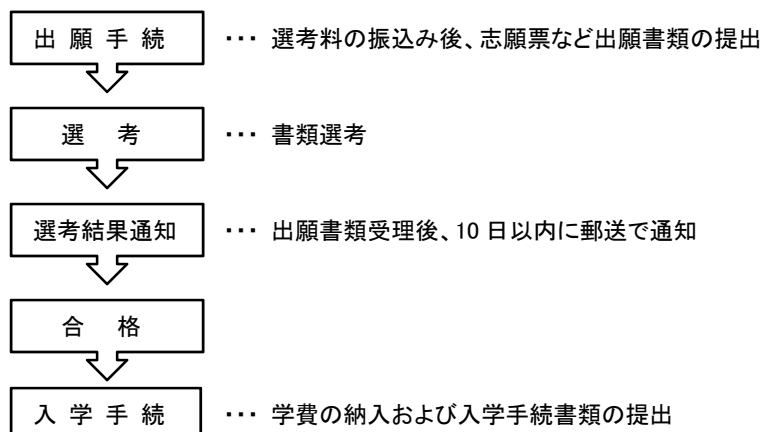 出 願 手 続 ・・・ 選考料の振込み後、志願票など出願書類の提出
選 考 ・・・ 書類選考
選考結果通知 ・・・ 出願書類受理後、10 日以内に郵送で通知
合 格
入 学 手 続 ・・・ 学費の納入および入学手続書類の提出